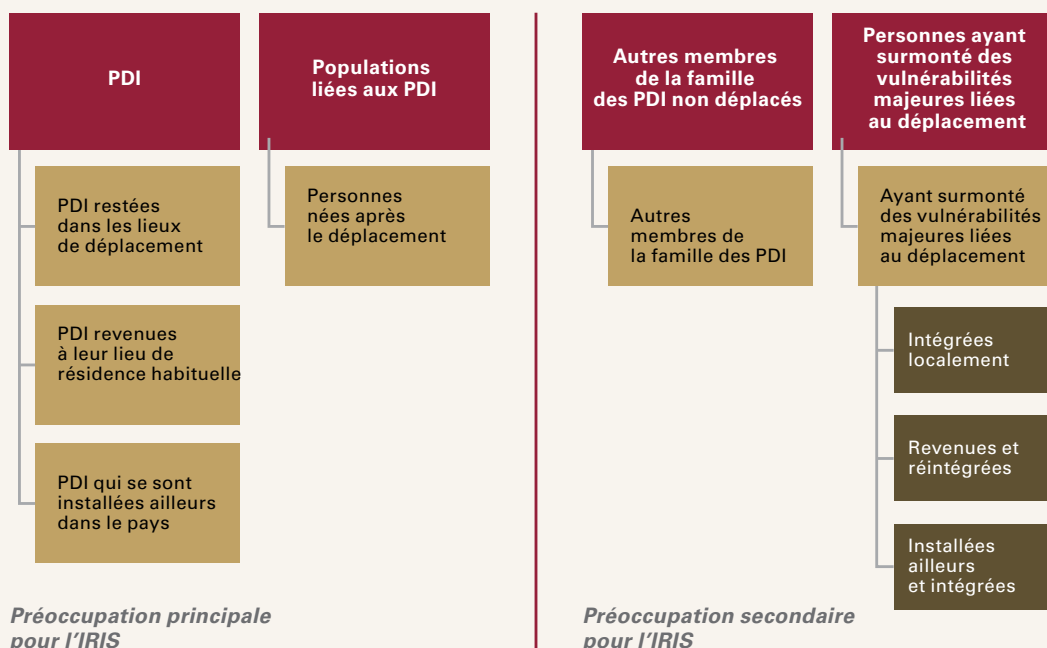 PDI
PDI restées
dans les lieux
de déplacement
PDI revenues
à leur lieu de
résidence habituelle
PDI qui se sont
installées ailleurs
dans le pays
Populations
liées aux PDI
Personnes
nées après
le déplacement
Préoccupation principale
pour l'IRIS
Autres membres
de la famille
des PDI non déplacés
Autres
membres de
la famille des PDI
Personnes ayant
surmonté des
vulnérabilités
majeures liées
au déplacement
Ayant surmonté
des vulnérabilités
majeures liées
au déplacement
Intégrées
localement
Revenues et
réintégrées
Installées
ailleurs
et intégrées
Préoccupation secondaire
pour l'IRIS